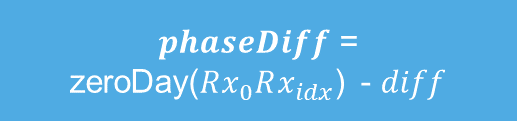 phaseDiff =
zeroDay(Rx₀Rxᵢdₓ) - diff